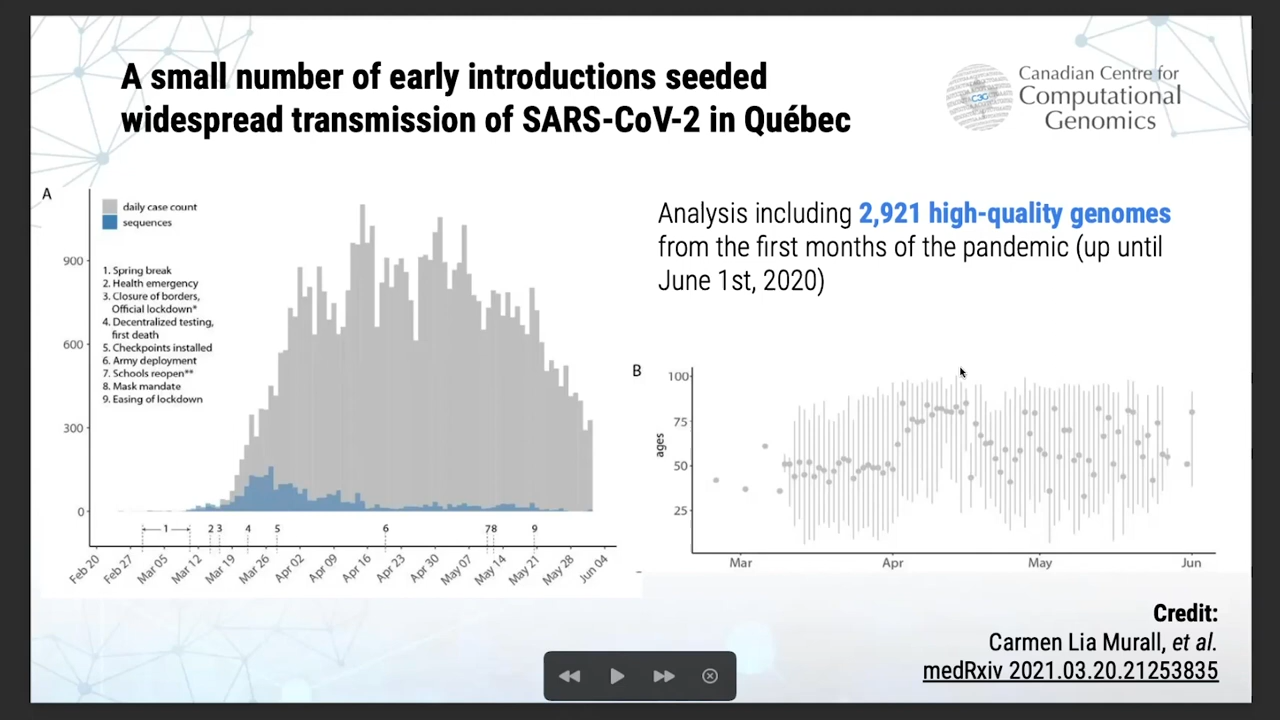 A small number of early introductions seeded
widespread transmission of SARS-CoV-2 in Québec
C3G
Canadian Centre for
Computational
Genomics
A
daily case count
sequences
1. Spring break
2. Health emergency
3. Closure of borders,
Official lockdown*
4. Decentralized testing,
first death
5. Checkpoints installed
6. Army deployment
7. Schools reopen**
8. Mask mandate
9. Easing of lockdown
900
600
300
0
1 2 3 4 5 6 7 8 9
Feb 20 Feb 27 Mar 05 Mar 12 Mar 19 Mar 26 Apr 02 Apr 09 Apr 16 Apr 23 Apr 30 May 07 May 14 May 21 May 28 Jun 04
Analysis including 2,921 high-quality genomes
from the first months of the pandemic (up until
June 1st, 2020)
B
100
75
50
25
ages
Mar Apr May Jun
Credit:
Carmen Lia Murall, et al.
medRxiv 2021.03.20.21253835